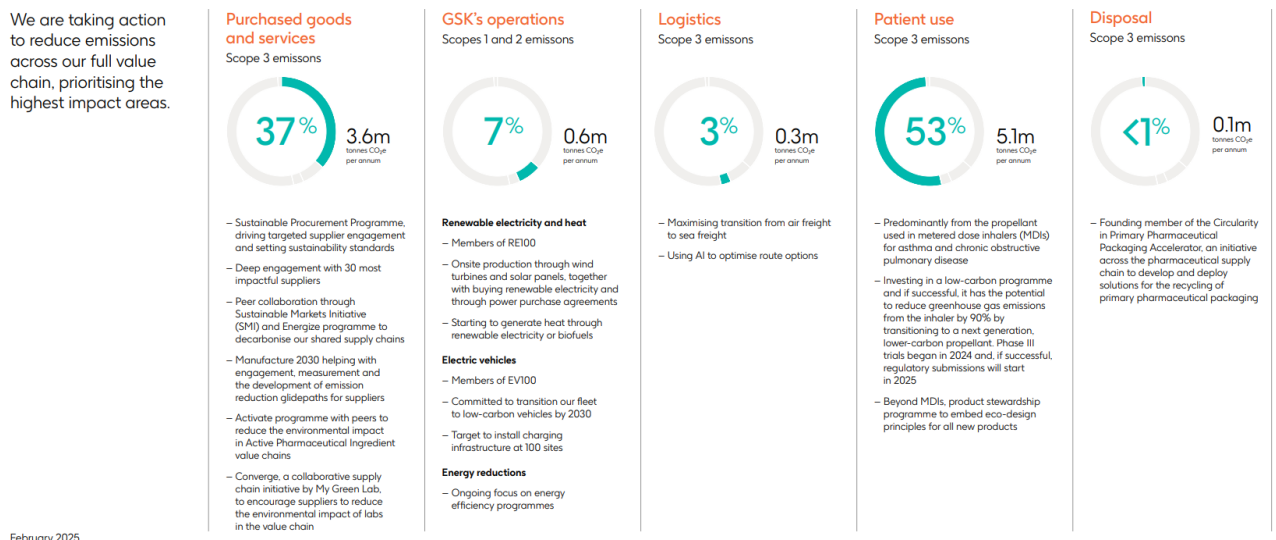 We are taking action
to reduce emissions
across our full value
chain, prioritising the
highest impact areas.
Purchased goods
and services
Scope 3 emissons
37%
3.6m
tonnes CO₂e
per annum
– Sustainable Procurement Programme,
driving targeted supplier engagement
and setting sustainability standards
– Deep engagement with 30 most
impactful suppliers
– Peer collaboration through
Sustainable Markets Initiative
(SMI) and Energize programme to
decarbonise our shared supply chains
– Manufacture 2030 helping with
engagement, measurement and
the development of emission
reduction glidepaths for suppliers
– Activate programme with peers to
reduce the environmental impact
in Active Pharmaceutical Ingredient
value chains
– Converge, a collaborative supply
chain initiative by My Green Lab,
to encourage suppliers to reduce
the environmental impact of labs
in the value chain
GSK's operations
Scopes 1 and 2 emissons
7%
0.6m
tonnes CO₂e
per annum
Renewable electricity and heat
– Members of RE100
– Onsite production through wind
turbines and solar panels, together
with buying renewable electricity and
through power purchase agreements
– Starting to generate heat through
renewable electricity or biofuels
Electric vehicles
– Members of EV100
– Committed to transition our fleet
to low-carbon vehicles by 2030
– Target to install charging
infrastructure at 100 sites
Energy reductions
– Ongoing focus on energy
efficiency programmes
Logistics
Scope 3 emissons
3%
0.3m
tonnes CO₂e
per annum
– Maximising transition from air freight
to sea freight
– Using AI to optimise route options
Patient use
Scope 3 emissons
53%
5.1m
tonnes CO₂e
per annum
– Predominantly from the propellant
used in metered dose inhalers (MDIs)
for asthma and chronic obstructive
pulmonary disease
– Investing in a low-carbon programme
and if successful, it has the potential
to reduce greenhouse gas emissions
from the inhaler by 90% by
transitioning to a next generation,
lower-carbon propellant. Phase III
trials began in 2024 and, if successful,
regulatory submissions will start
in 2025
– Beyond MDIs, product stewardship
programme to embed eco-design
principles for all new products
Disposal
Scope 3 emissons
<1%
0.1m
tonnes CO₂e
per annum
– Founding member of the Circularity
in Primary Pharmaceutical
Packaging Accelerator, an initiative
across the pharmaceutical supply
chain to develop and deploy
solutions for the recycling of
primary pharmaceutical packaging
February 2025